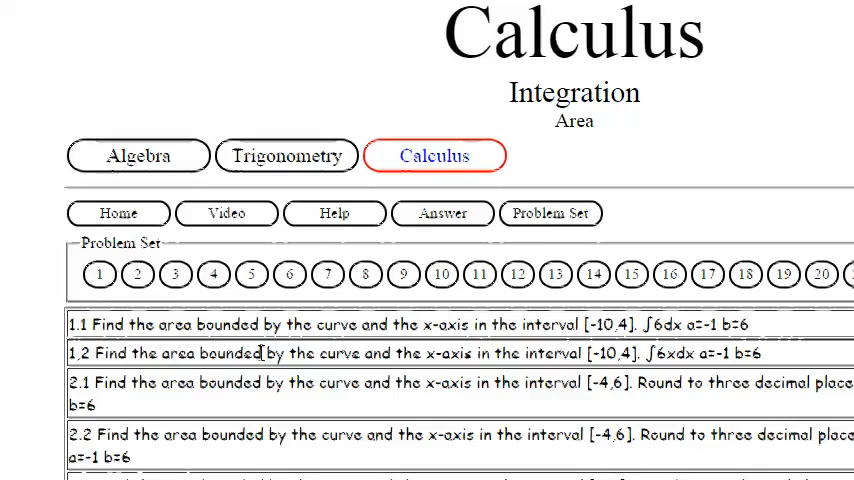 Calculus
Integration
Area
Algebra Trigonometry Calculus
Home Video Help Answer Problem Set
Problem Set
1 2 3 4 5 6 7 8 9 10 11 12 13 14 15 16 17 18 19 20
1.1 Find the area bounded by the curve and the x-axis in the interval [-10,4]. ∫6dx a=-1 b=6
1.2 Find the area bounded by the curve and the x-axis in the interval [-10,4]. ∫6xdx a=-1 b=6
2.1 Find the area bounded by the curve and the x-axis in the interval [-4,6]. Round to three decimal place
b=6
2.2 Find the area bounded by the curve and the x-axis in the interval [-4,6]. Round to three decimal place
a=-1 b=6